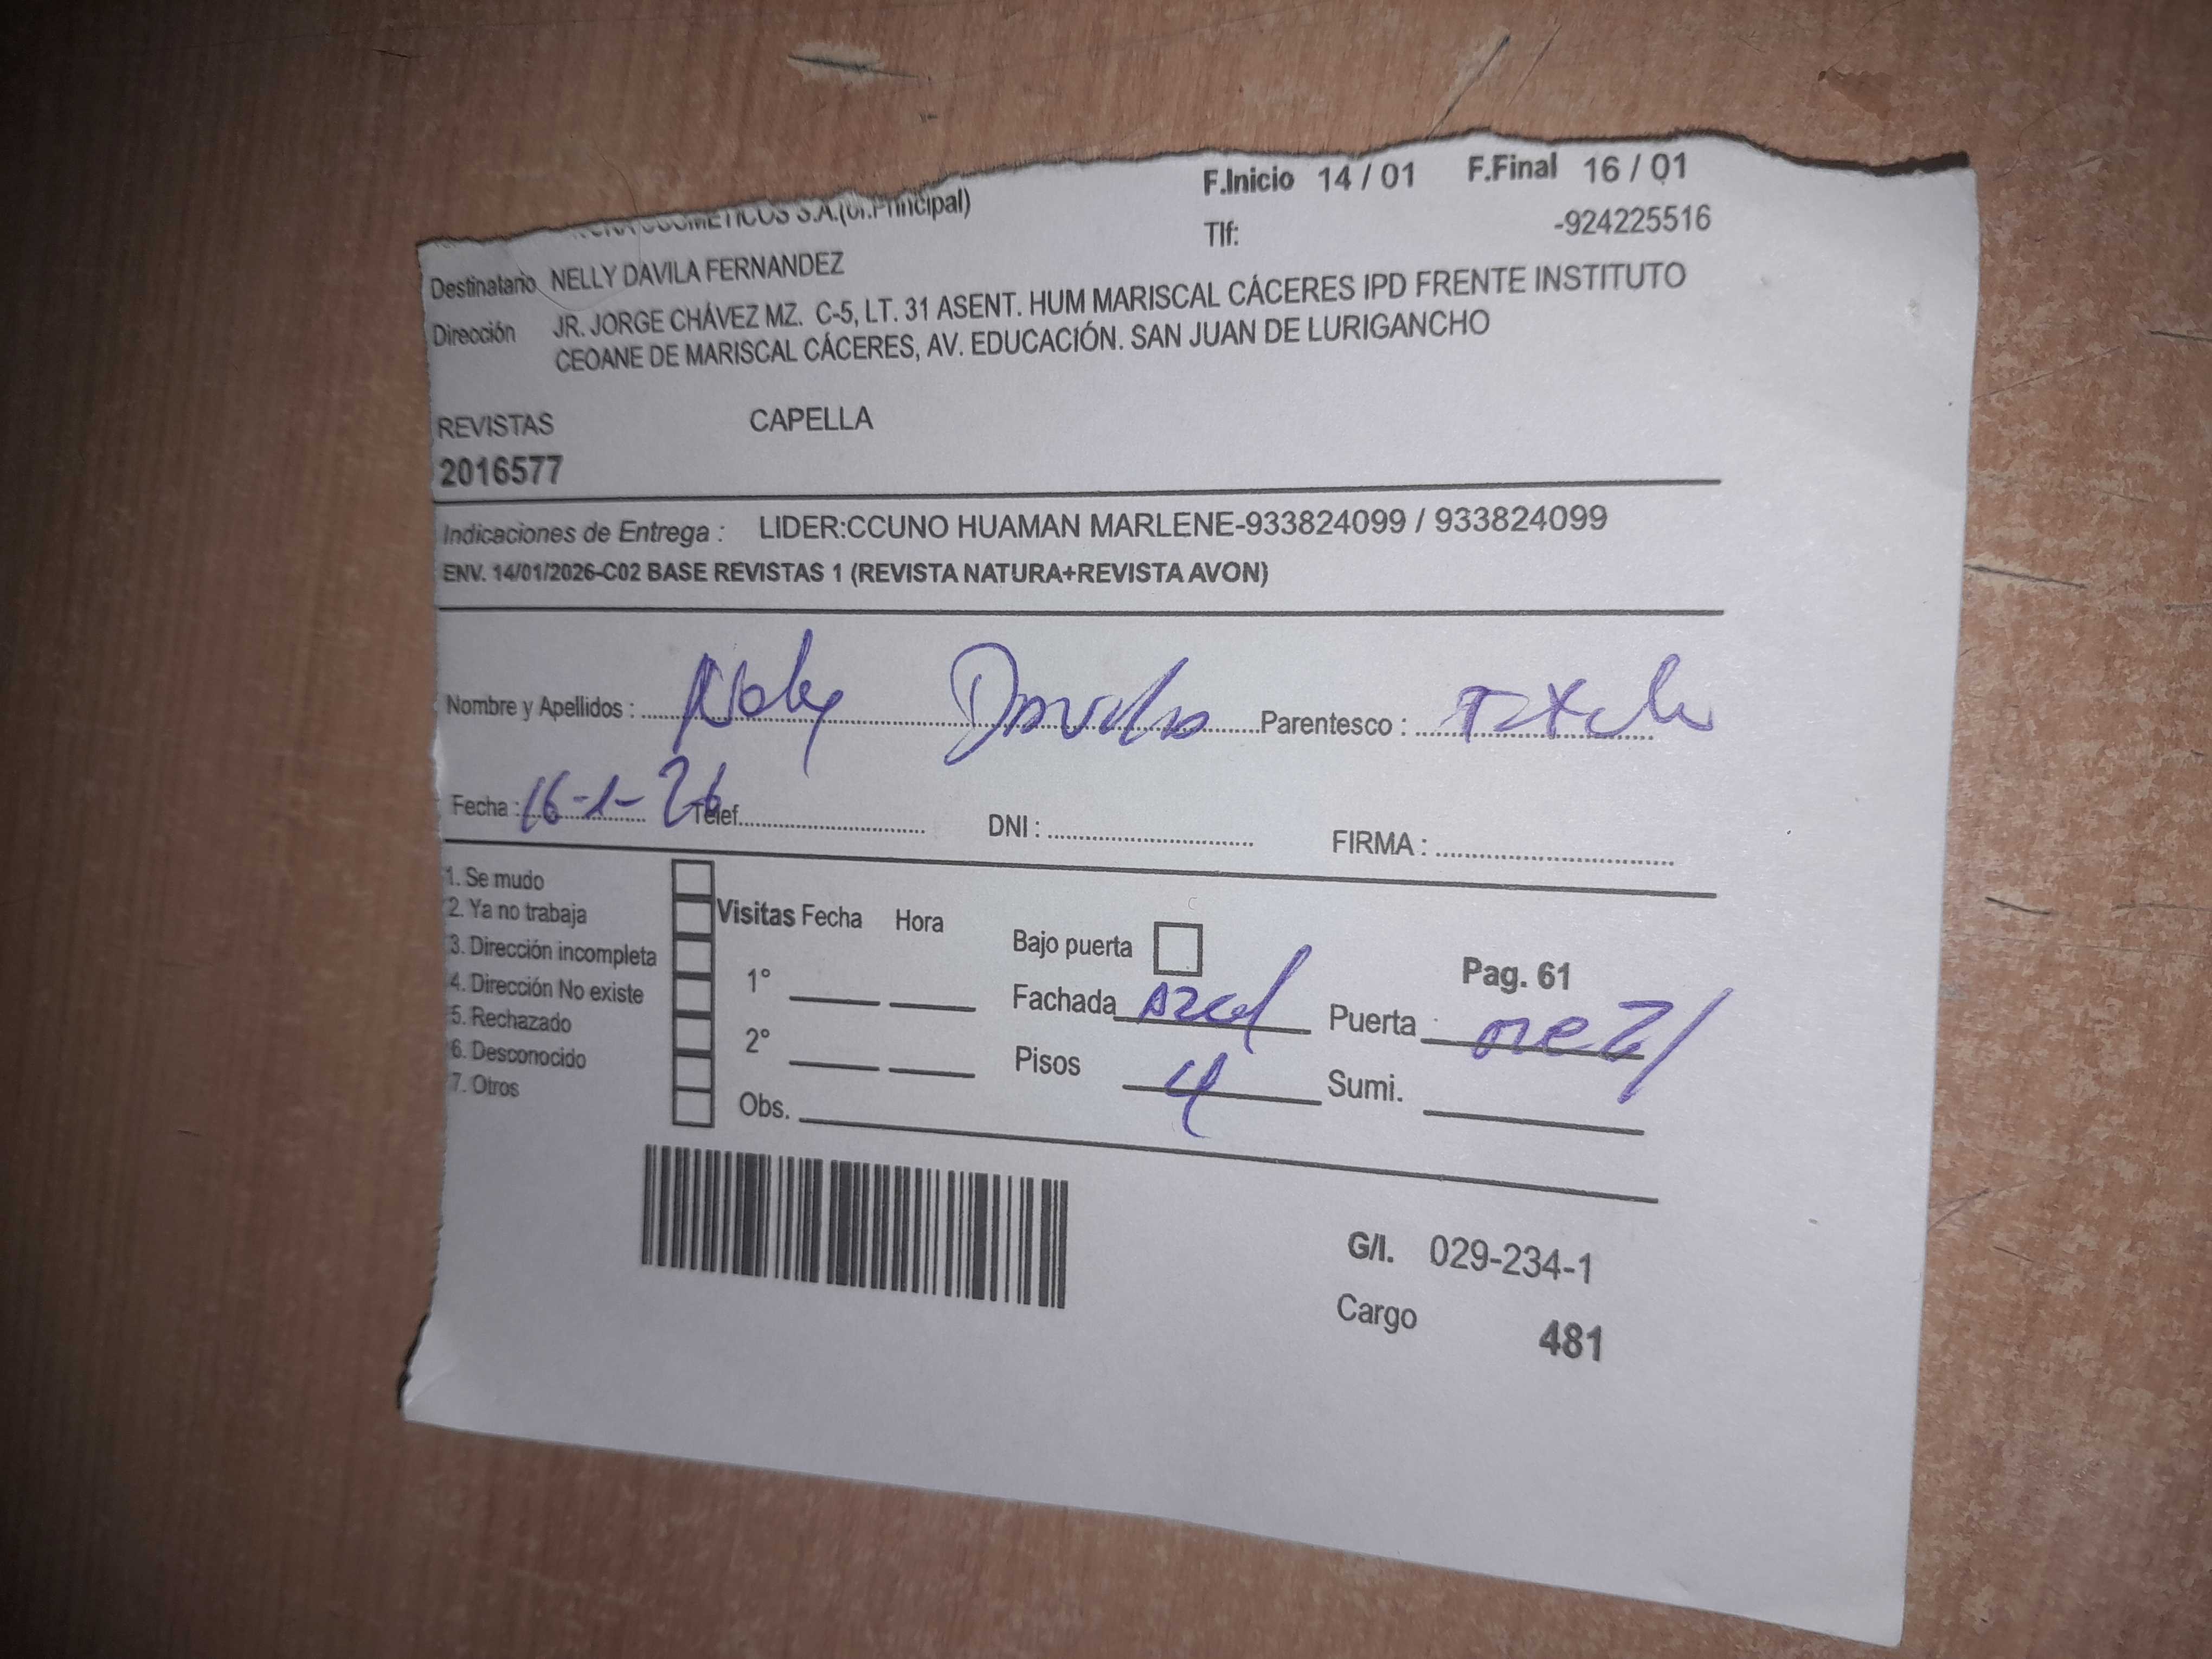 COSMETICOS S.A.(of.Principal) F.Inicio 14 / 01 F.Final 16 / 01
Tlf: -924225516
Destinatario NELLY DAVILA FERNANDEZ
Dirección JR. JORGE CHÁVEZ MZ. C-5, LT. 31 ASENT. HUM MARISCAL CÁCERES IPD FRENTE INSTITUTO
CEOANE DE MARISCAL CÁCERES, AV. EDUCACIÓN. SAN JUAN DE LURIGANCHO
REVISTAS CAPELLA
2016577
Indicaciones de Entrega : LIDER:CCUNO HUAMAN MARLENE-933824099 / 933824099
ENV. 14/01/2026-C02 BASE REVISTAS 1 (REVISTA NATURA+REVISTA AVON)
Nombre y Apellidos : Nely Davila Parentesco :
Fecha : 16-1-26 Telef. DNI : FIRMA :
1. Se mudo
2. Ya no trabaja
3. Dirección incompleta
4. Dirección No existe
5. Rechazado
6. Desconocido
7. Otros
Visitas Fecha Hora
1°
2°
Obs.
Bajo puerta Pag. 61
Fachada Azul Puerta
Pisos 4 Sumi.
G/I. 029-234-1
Cargo 481